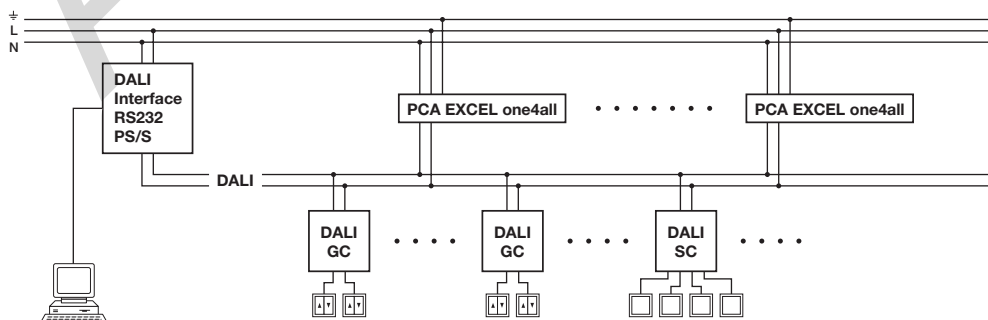 L
N
DALI
Interface
RS232
PS/S
PCA EXCEL one4all
PCA EXCEL one4all
DALI
DALI
GC
DALI
GC
DALI
SC